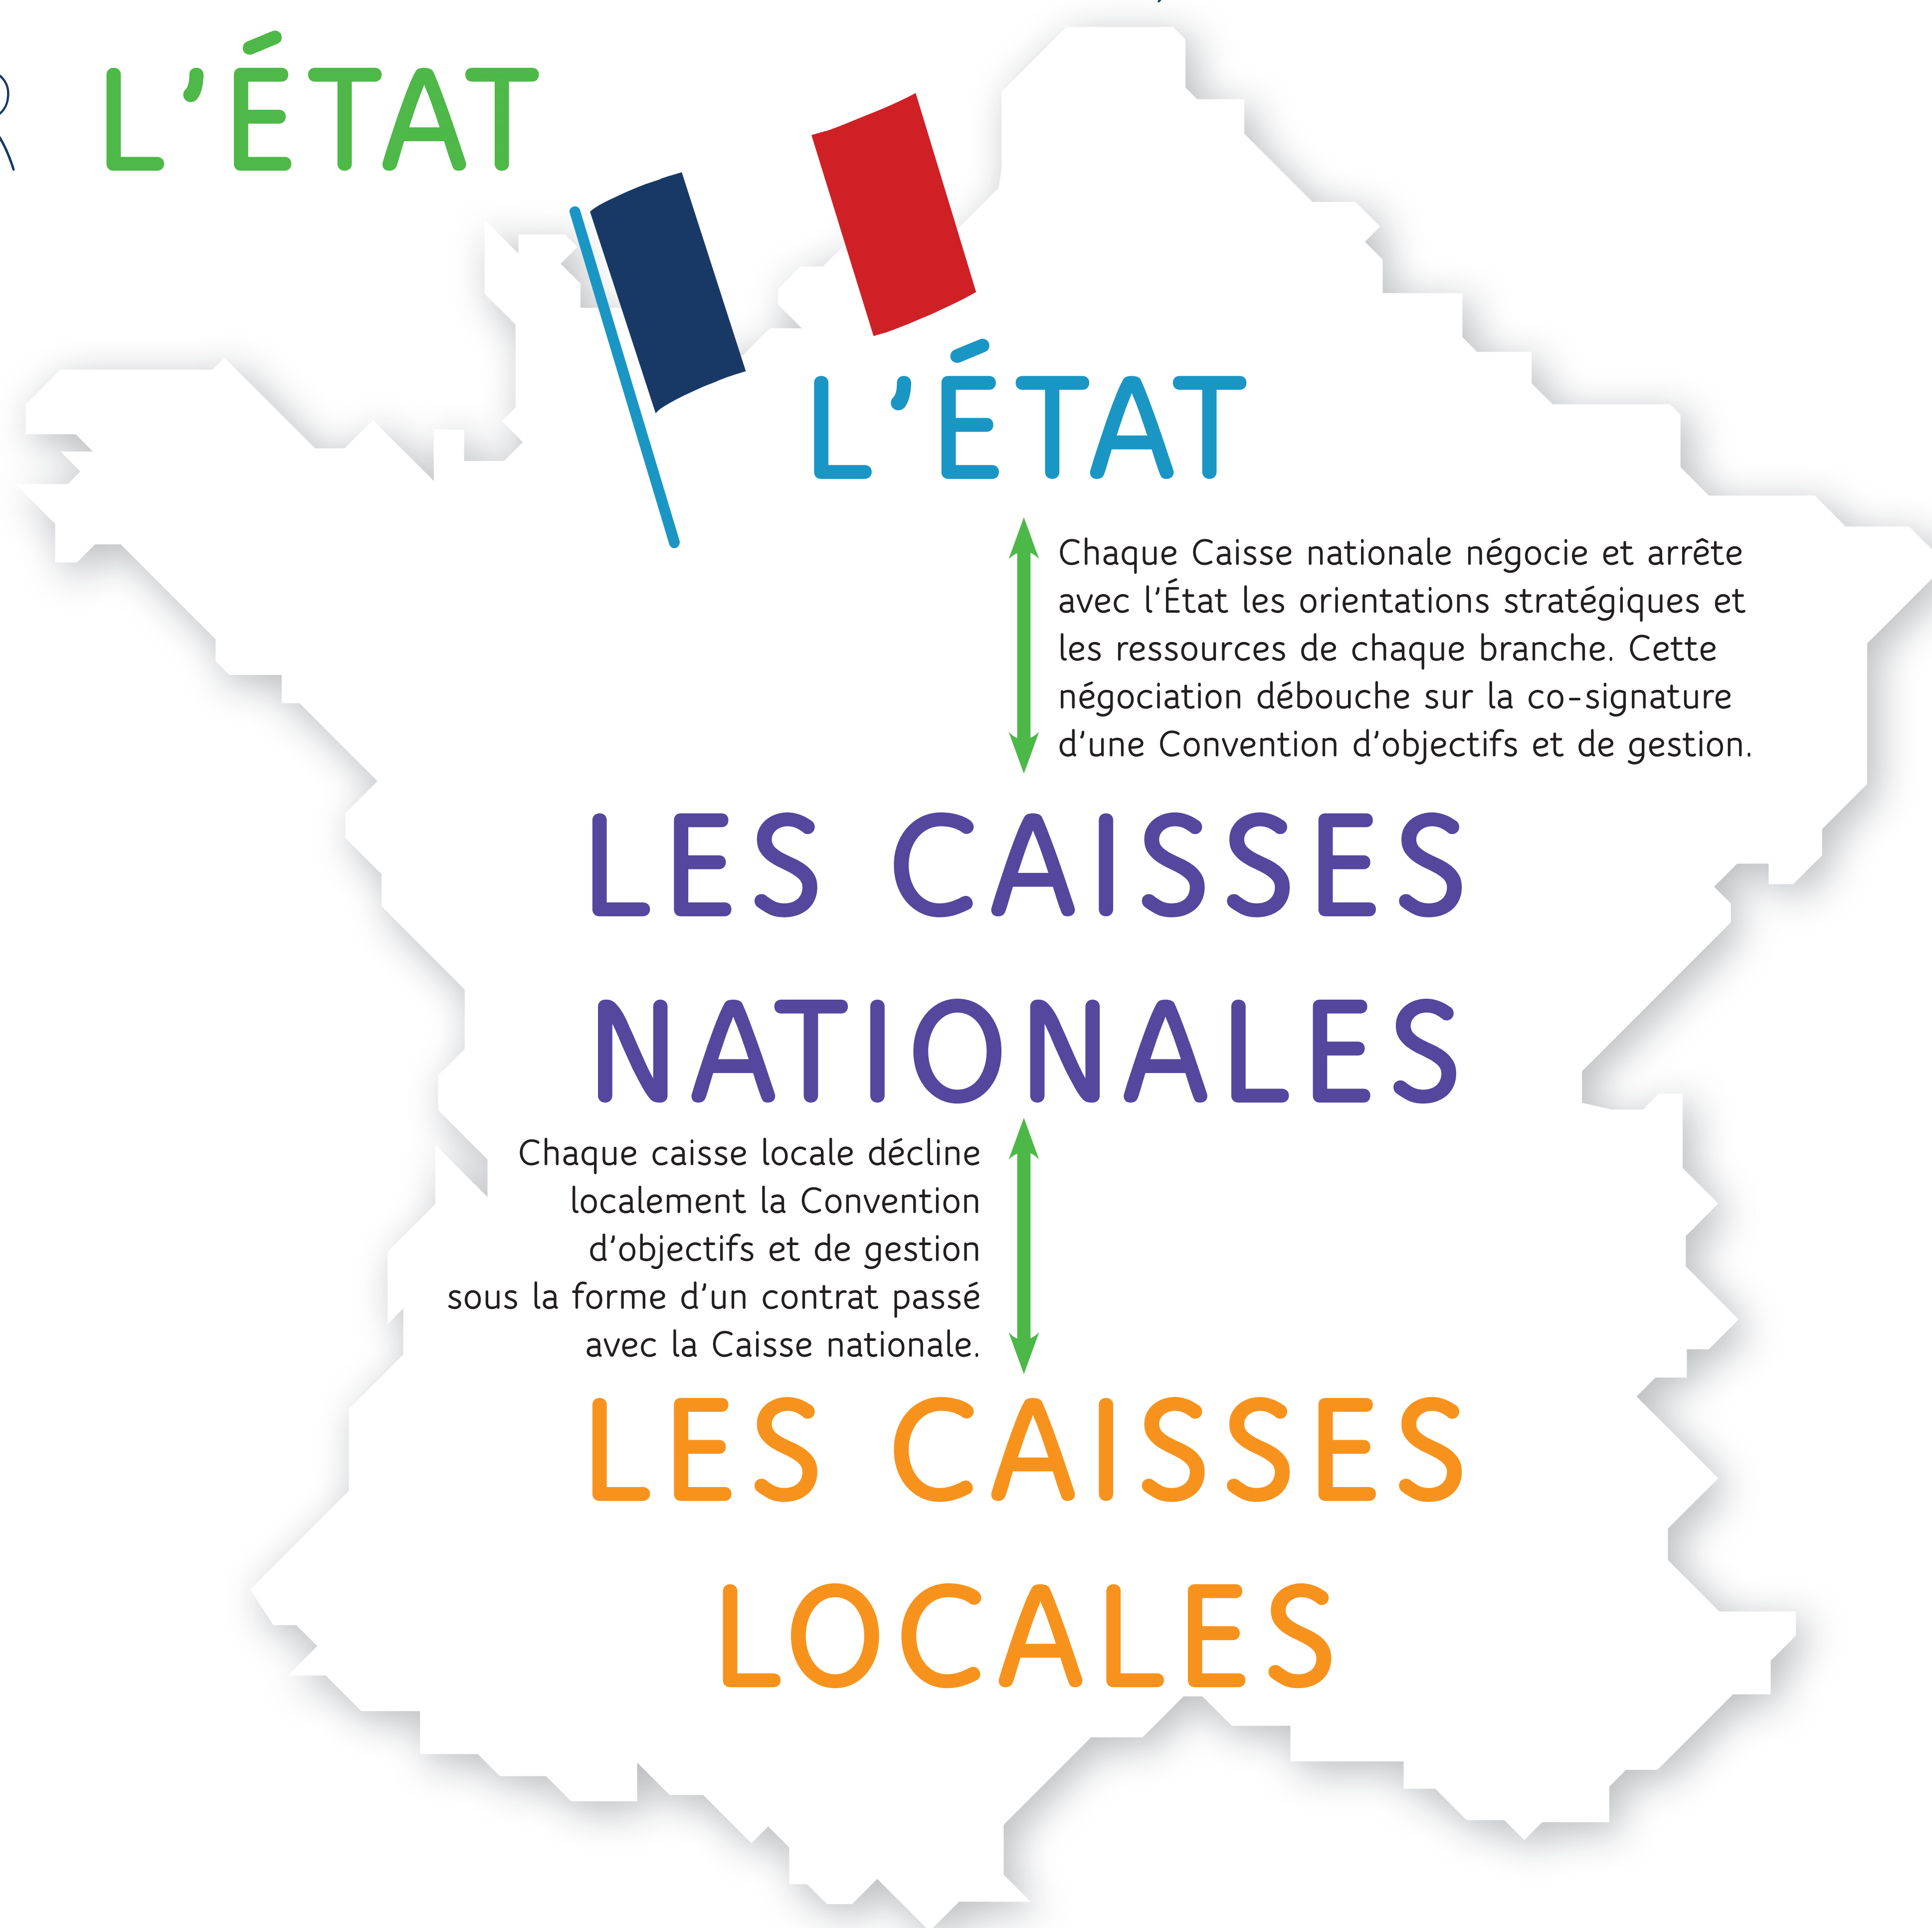 L'ÉTAT
L'ÉTAT
Chaque Caisse nationale négocie et arrête
avec l'État les orientations stratégiques et
les ressources de chaque branche. Cette
négociation débouche sur la co-signature
d'une Convention d'objectifs et de gestion.
LES CAISSES
NATIONALES
Chaque caisse locale décline
localement la Convention
d'objectifs et de gestion
sous la forme d'un contrat passé
avec la Caisse nationale.
LES CAISSES
LOCALES